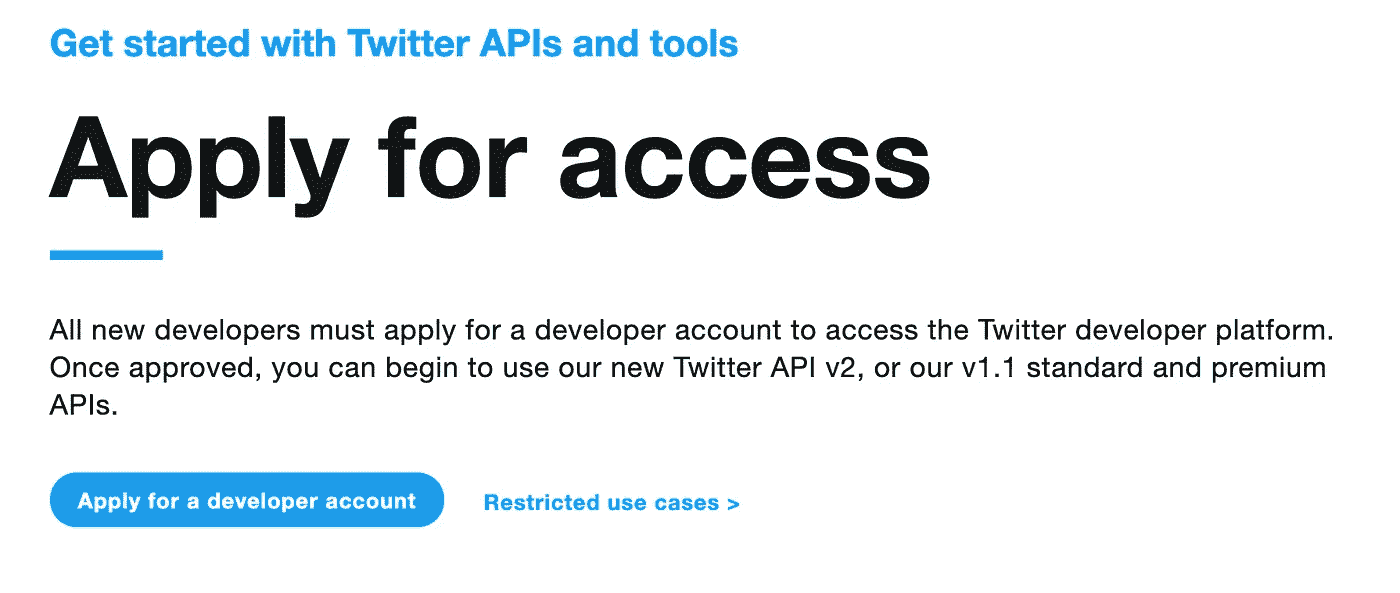 Get started with Twitter APIs and tools
Apply for access
All new developers must apply for a developer account to access the Twitter developer platform.
Once approved, you can begin to use our new Twitter API v2, or our v1.1 standard and premium
APIs.
Apply for a developer account
Restricted use cases >